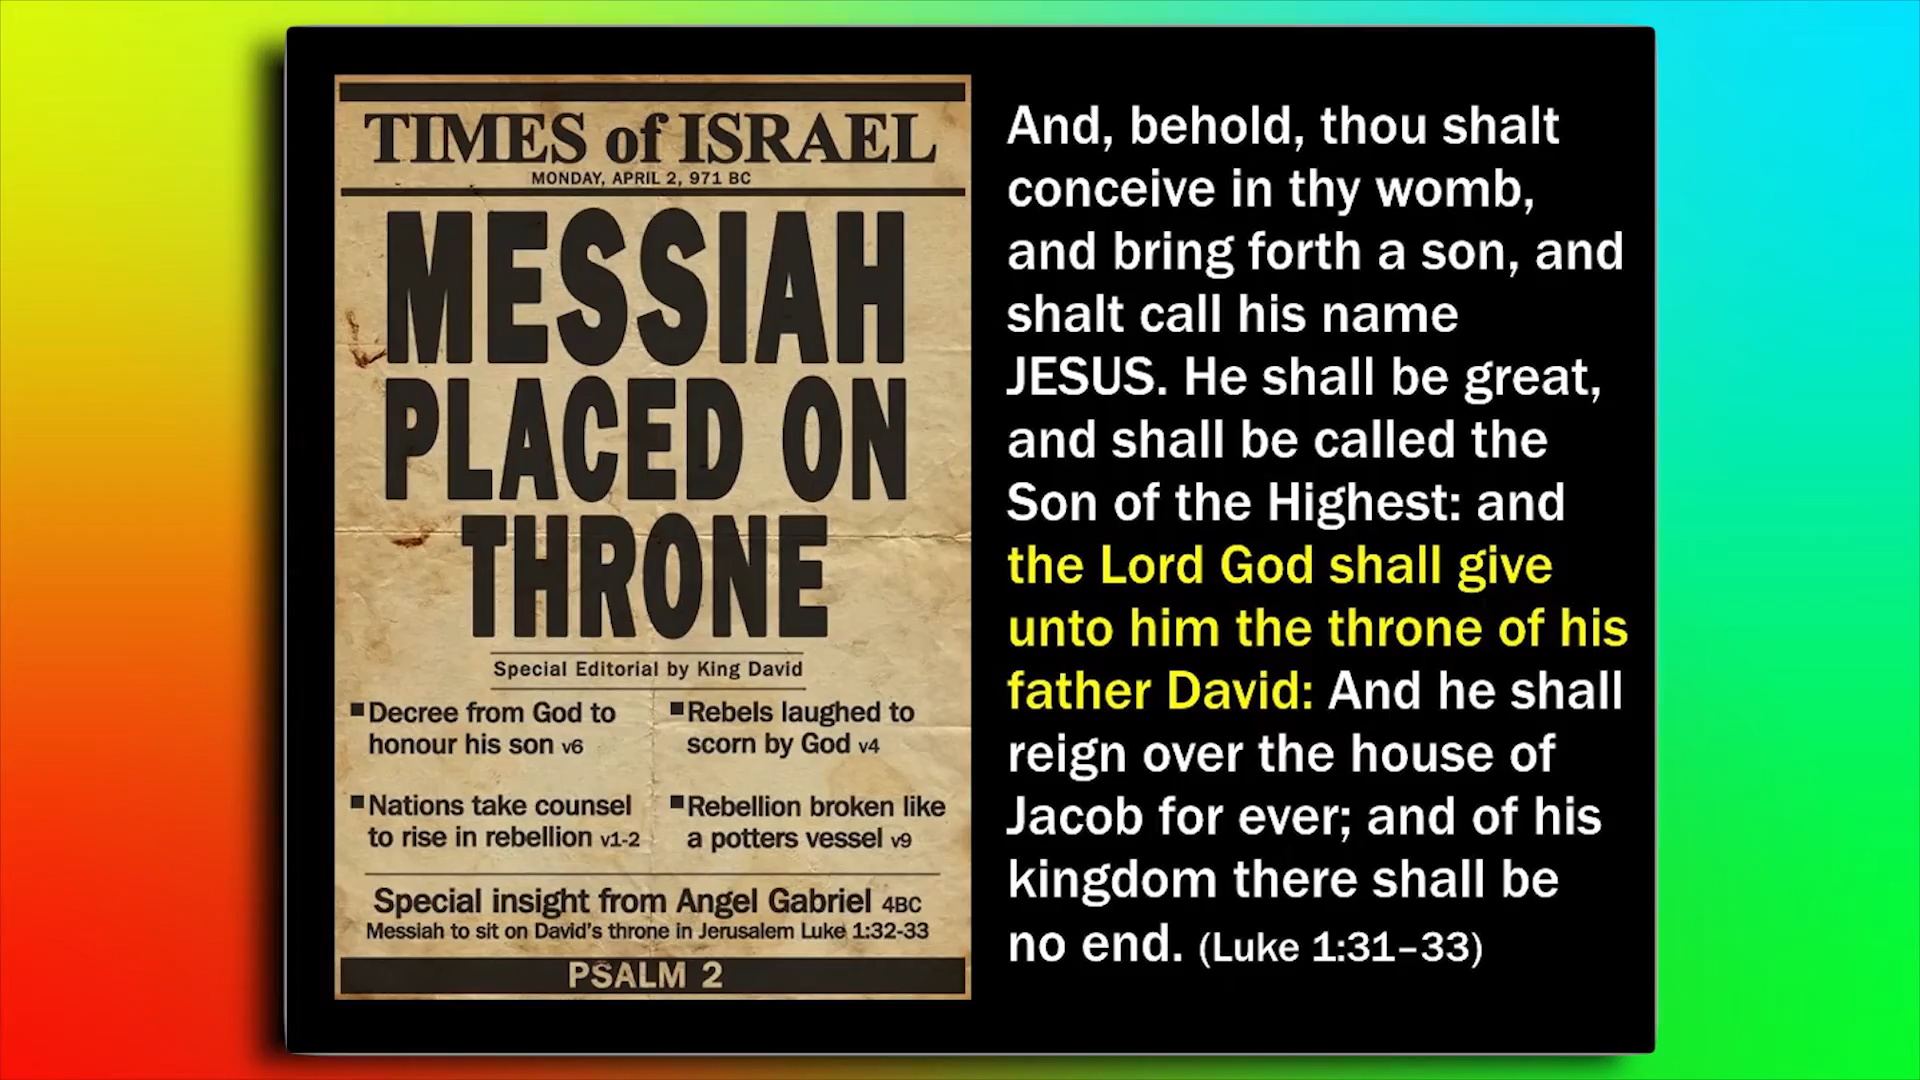 TIMES of ISRAEL
MONDAY, APRIL 2, 971 BC
MESSIAH
PLACED ON
THRONE
Special Editorial by King David
■Decree from God to
honour his son v6
■Nations take counsel
to rise in rebellion v1-2
■Rebels laughed to
scorn by God v4
■Rebellion broken like
a potters vessel v9
Special insight from Angel Gabriel 4BC
Messiah to sit on David's throne in Jerusalem Luke 1:32-33
PSALM 2
And, behold, thou shalt
conceive in thy womb,
and bring forth a son, and
shalt call his name
JESUS. He shall be great,
and shall be called the
Son of the Highest: and
the Lord God shall give
unto him the throne of his
father David: And he shall
reign over the house of
Jacob for ever; and of his
kingdom there shall be
no end. (Luke 1:31–33)